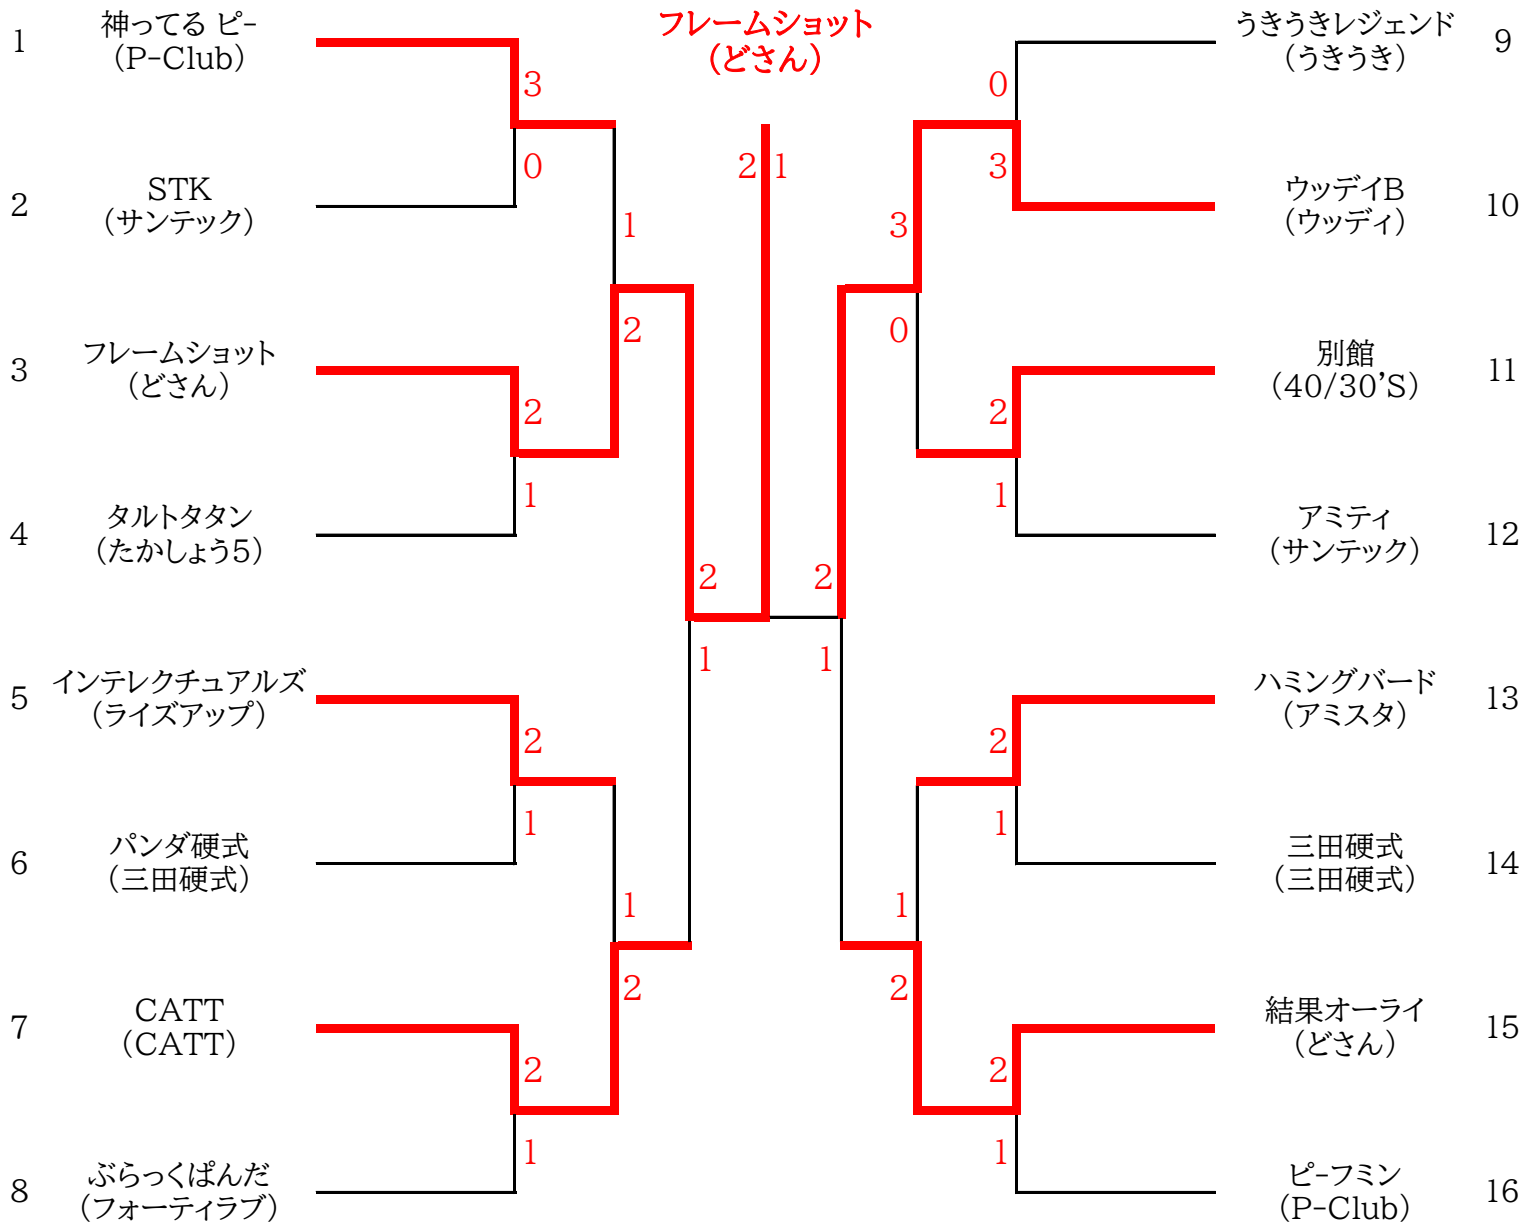 フレームショット
(どさん)
2 1
1
神ってる ピｰ
(P-Club)
3
0
2
STK
(サンテック)
1
2
3
フレームショット
(どさん)
2
1
4
タルトタタン
(たかしょう5)
2
1
5
インテレクチュアルズ
(ライズアップ)
2
1
6
パンダ硬式
(三田硬式)
1
2
7
CATT
(CATT)
2
1
8
ぶらっくぱんだ
(フォーティラブ)
うきうきレジェンド
(うきうき)
9
0
3
ウッデイB
(ウッディ)
10
3
0
別館
(40/30’S)
11
2
1
アミティ
(サンテック)
12
2
1
ハミングバード
(アミスタ)
13
2
1
三田硬式
(三田硬式)
14
1
2
結果オーライ
(どさん)
15
2
1
ピｰフミン
(P-Club)
16